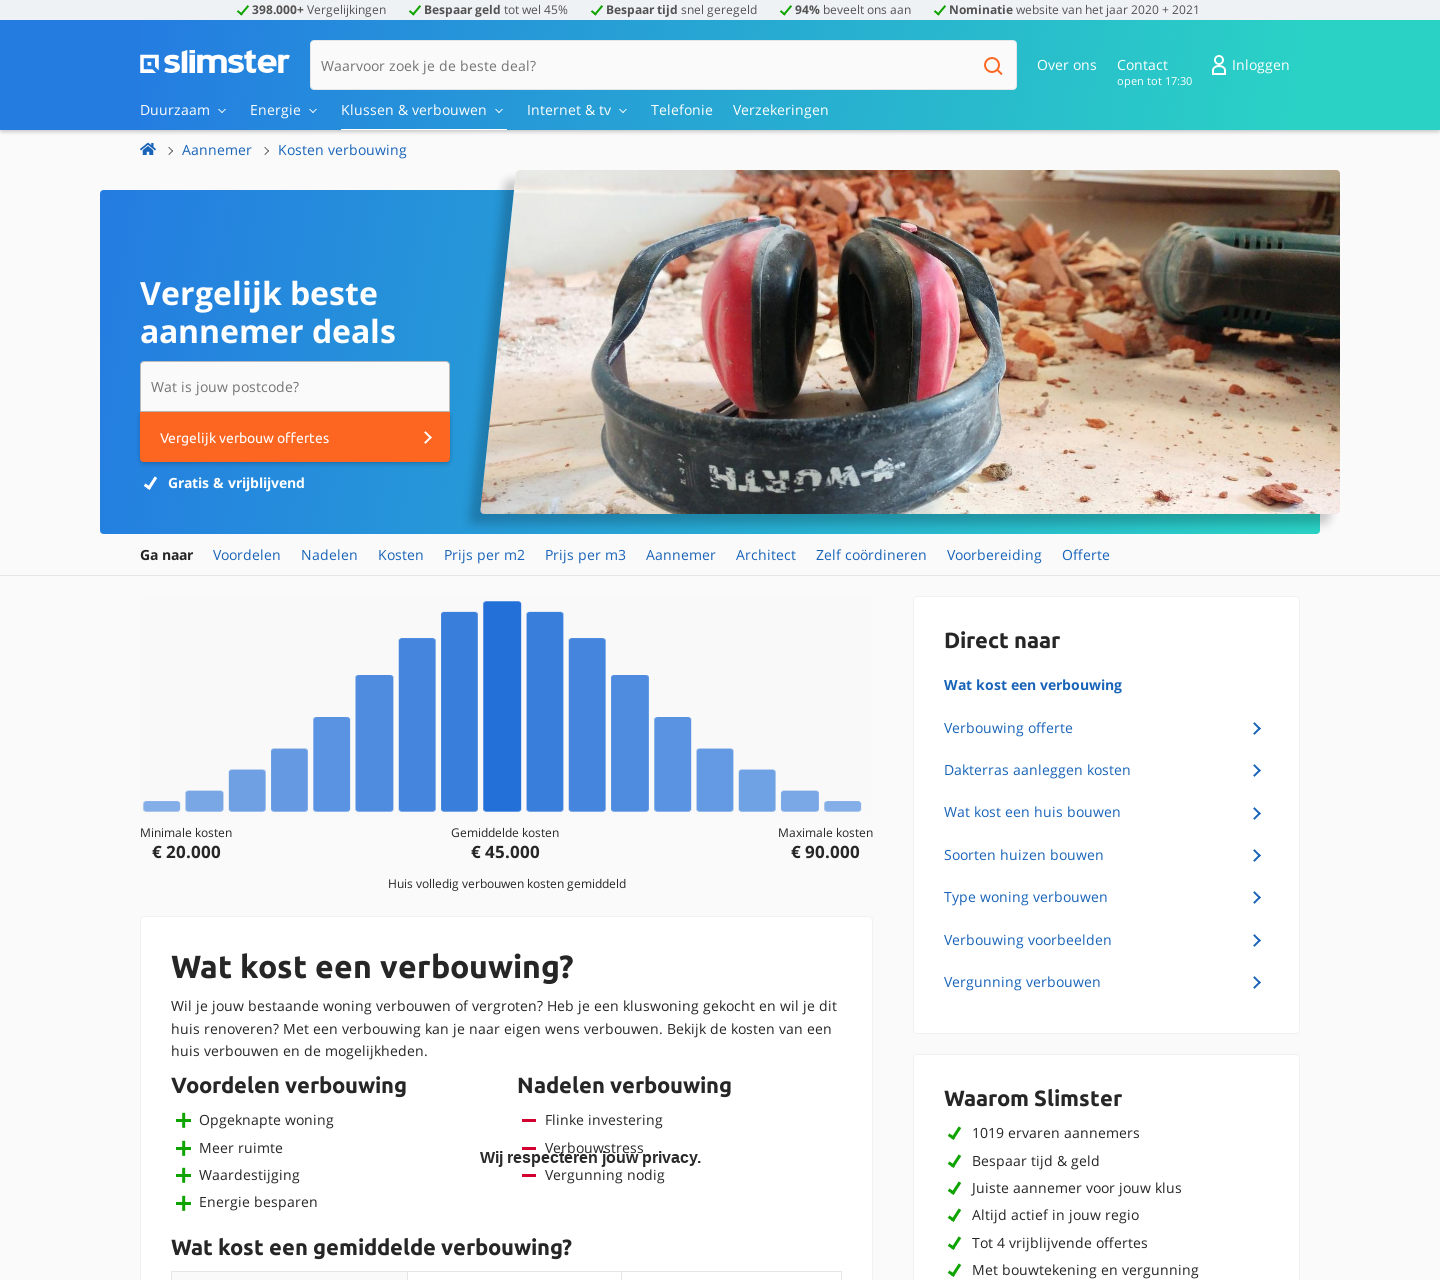 398.000+ Vergelijkingen Bespaar geld tot wel 45% Bespaar tijd snel geregeld 94% beveelt ons aan Nominatie website van het jaar 2020 + 2021
slimster
Waarvoor zoek je de beste deal?
Over ons Contact Inloggen
open tot 17:30
Duurzaam Energie Klussen & verbouwen Internet & tv Telefonie Verzekeringen
Aannemer Kosten verbouwing
Vergelijk beste
aannemer deals
Wat is jouw postcode?
Vergelijk verbouw offertes
Gratis & vrijblijvend
WURTH
Ga naar Voordelen Nadelen Kosten Prijs per m2 Prijs per m3 Aannemer Architect Zelf coördineren Voorbereiding Offerte
Minimale kosten Gemiddelde kosten Maximale kosten
€ 20.000 € 45.000 € 90.000
Huis volledig verbouwen kosten gemiddeld
Wat kost een verbouwing?
Wil je jouw bestaande woning verbouwen of vergroten? Heb je een kluswoning gekocht en wil je dit
huis renoveren? Met een verbouwing kan je naar eigen wens verbouwen. Bekijk de kosten van een
huis verbouwen en de mogelijkheden.
Voordelen verbouwing
Opgeknapte woning
Meer ruimte
Waardestijging
Energie besparen
Nadelen verbouwing
Flinke investering
Verbouwstress
Wij respecteren jouw privacy.
Vergunning nodig
Wat kost een gemiddelde verbouwing?
Direct naar
Wat kost een verbouwing
Verbouwing offerte
Dakterras aanleggen kosten
Wat kost een huis bouwen
Soorten huizen bouwen
Type woning verbouwen
Verbouwing voorbeelden
Vergunning verbouwen
Waarom Slimster
1019 ervaren aannemers
Bespaar tijd & geld
Juiste aannemer voor jouw klus
Altijd actief in jouw regio
Tot 4 vrijblijvende offertes
Met bouwtekening en vergunning